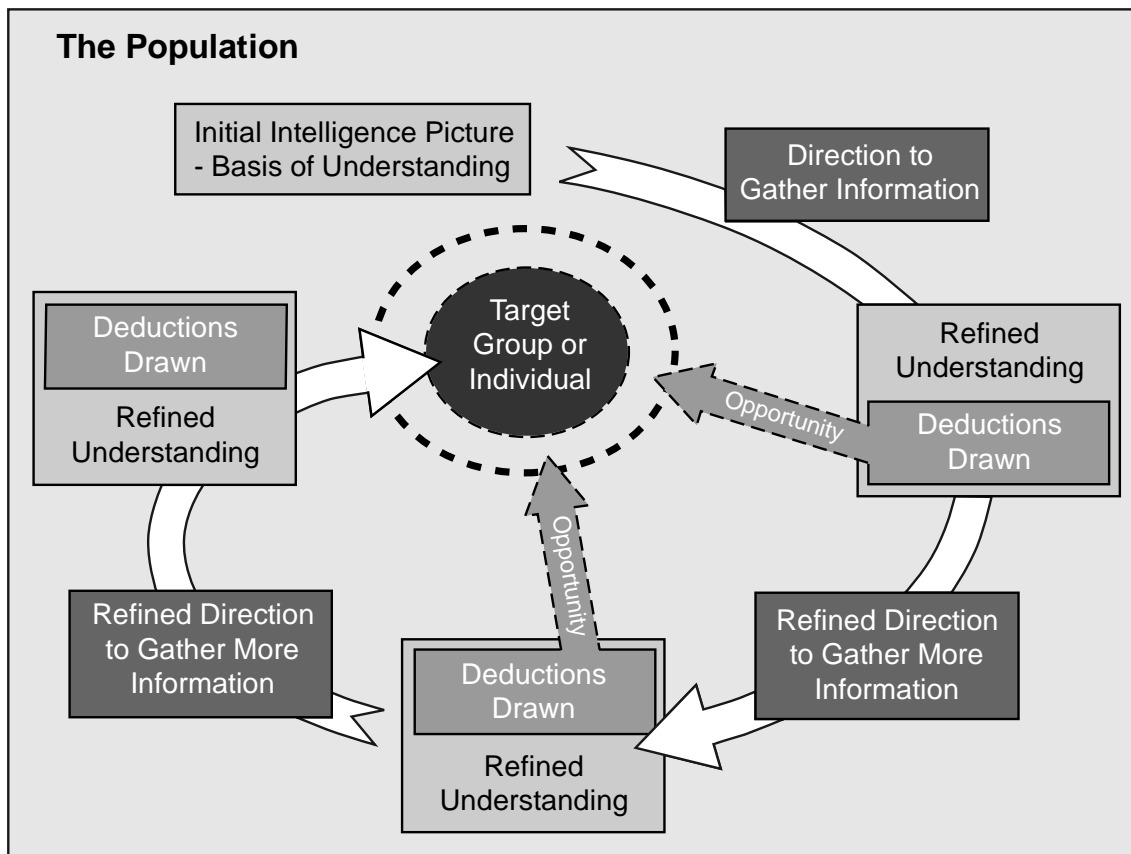 The Population
Initial Intelligence Picture
- Basis of Understanding
Direction to
Gather Information
Refined
Understanding
Deductions
Drawn
Opportunity
Refined Direction
to Gather More
Information
Deductions
Drawn
Refined
Understanding
Opportunity
Refined Direction
to Gather More
Information
Deductions
Drawn
Refined
Understanding
Target
Group or
Individual